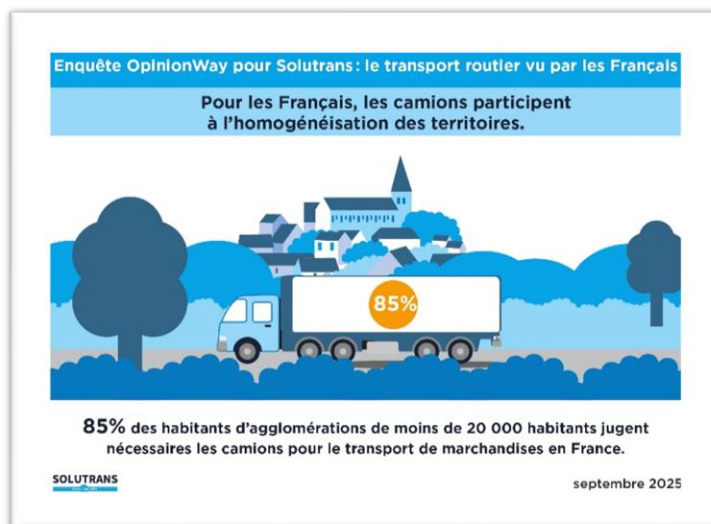 Enquête OpinionWay pour Solutrans : le transport routier vu par les Français
Pour les Français, les camions participent
à l'homogénéisation des territoires.
85%
85% des habitants d'agglomérations de moins de 20 000 habitants jugent
nécessaires les camions pour le transport de marchandises en France.
SOLUTRANS
septembre 2025